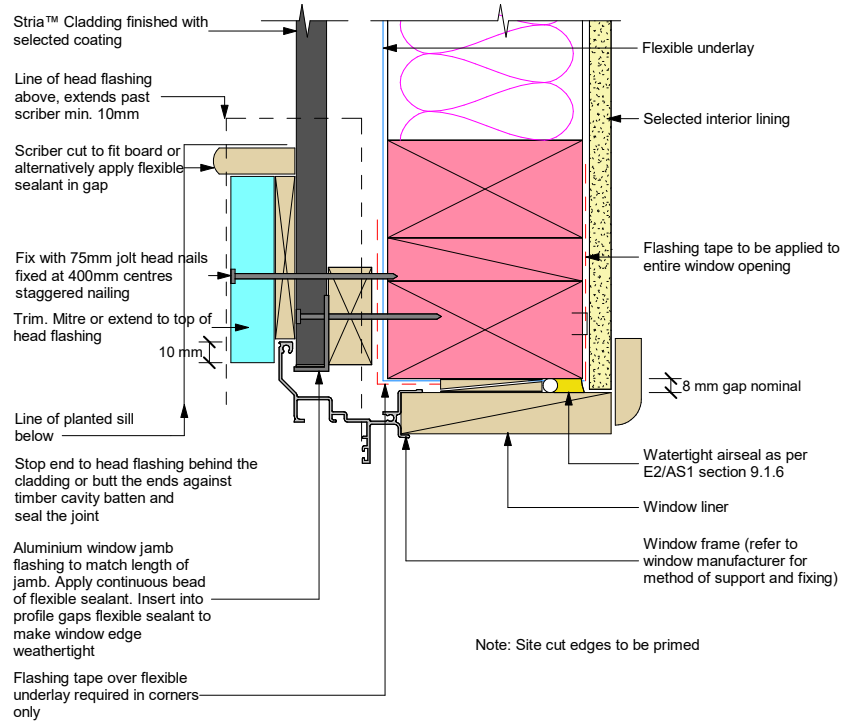 Stria™ Cladding finished with
selected coating
Line of head flashing
above, extends past
scriber min. 10mm
Scriber cut to fit board or
alternatively apply flexible
sealant in gap
Fix with 75mm jolt head nails
fixed at 400mm centres
staggered nailing
Trim. Mitre or extend to top of
head flashing
10 mm
Line of planted sill
below
Stop end to head flashing behind the
cladding or butt the ends against
timber cavity batten and
seal the joint
Aluminium window jamb
flashing to match length of
jamb. Apply continuous bead
of flexible sealant. Insert into
profile gaps flexible sealant to
make window edge
weathertight
Flashing tape over flexible
underlay required in corners
only
Flexible underlay
Selected interior lining
Flashing tape to be applied to
entire window opening
8 mm gap nominal
Watertight airseal as per
E2/AS1 section 9.1.6
Window liner
Window frame (refer to
window manufacturer for
method of support and fixing)
Note: Site cut edges to be primed